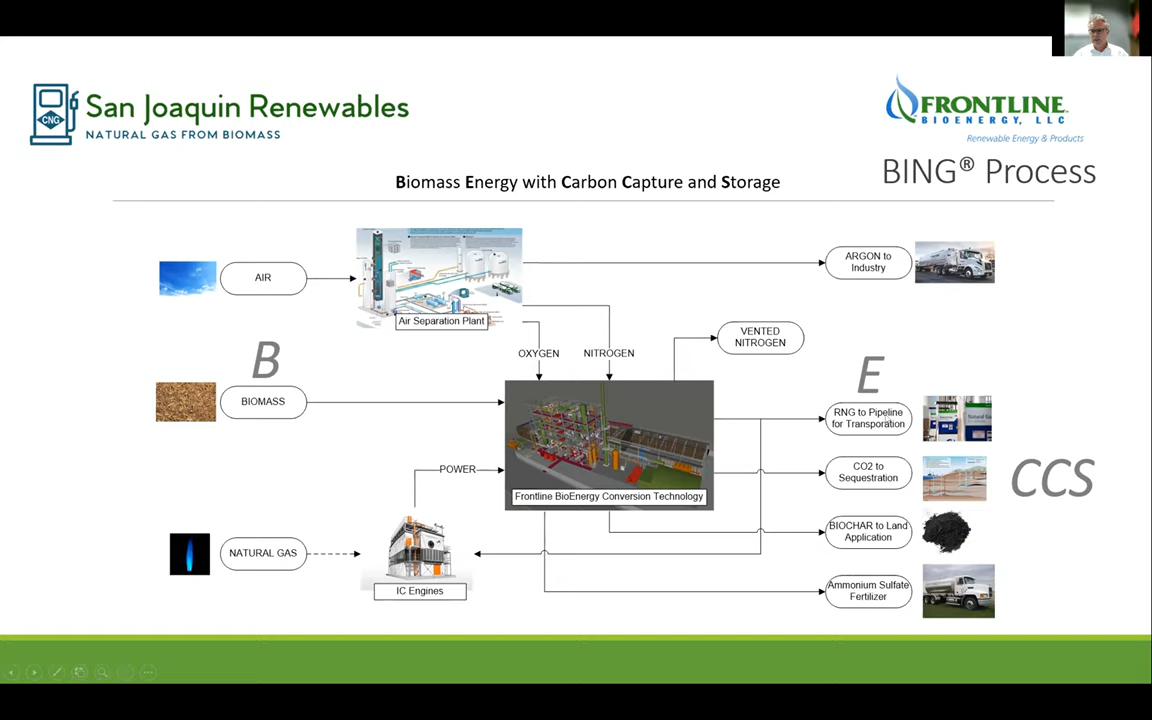 San Joaquin Renewables
NATURAL GAS FROM BIOMASS
CNG
FRONTLINE
BIOENERGY, LLC
Renewable Energy & Products
BING® Process
Biomass Energy with Carbon Capture and Storage
AIR
Air Separation Plant
ARGON to
Industry
VENTED
NITROGEN
OXYGEN
NITROGEN
B
BIOMASS
E
RNG to Pipeline
for Transporation
Natural Gas
POWER
CO2 to
Sequestration
CCS
Frontline BioEnergy Conversion Technology
BIOCHAR to Land
Application
NATURAL GAS
IC Engines
Ammonium Sulfate
Fertilizer